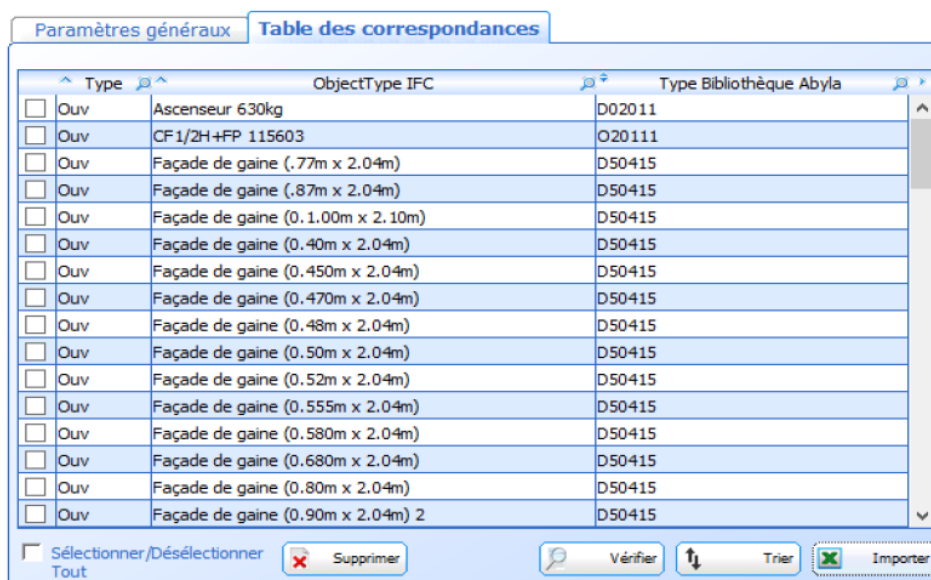 Paramètres généraux Table des correspondances
Type ObjectType IFC Type Bibliothèque Abyla
Ouv Ascenseur 630kg D02011
Ouv CF1/2H+FP 115603 O20111
Ouv Façade de gaine (.77m x 2.04m) D50415
Ouv Façade de gaine (.87m x 2.04m) D50415
Ouv Façade de gaine (0.1.00m x 2.10m) D50415
Ouv Façade de gaine (0.40m x 2.04m) D50415
Ouv Façade de gaine (0.450m x 2.04m) D50415
Ouv Façade de gaine (0.470m x 2.04m) D50415
Ouv Façade de gaine (0.48m x 2.04m) D50415
Ouv Façade de gaine (0.50m x 2.04m) D50415
Ouv Façade de gaine (0.52m x 2.04m) D50415
Ouv Façade de gaine (0.555m x 2.04m) D50415
Ouv Façade de gaine (0.580m x 2.04m) D50415
Ouv Façade de gaine (0.680m x 2.04m) D50415
Ouv Façade de gaine (0.80m x 2.04m) D50415
Ouv Façade de gaine (0.90m x 2.04m) 2 D50415
Sélectionner/Désélectionner
Tout
Supprimer Vérifier Trier Importer